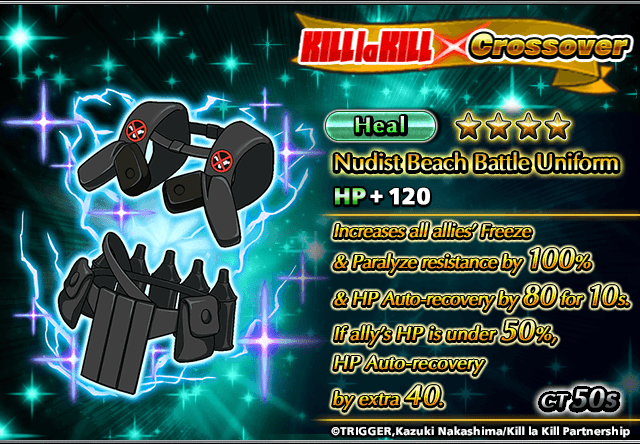 KILL la KILL × Crossover
Heal
Nudist Beach Battle Uniform
HP + 120
Increases all allies' Freeze
& Paralyze resistance by 100%
& HP Auto-recovery by 80 for 10s.
If ally's HP is under 50%,
HP Auto-recovery
by extra 40.
CT 50s
©TRIGGER,Kazuki Nakashima/Kill la Kill Partnership